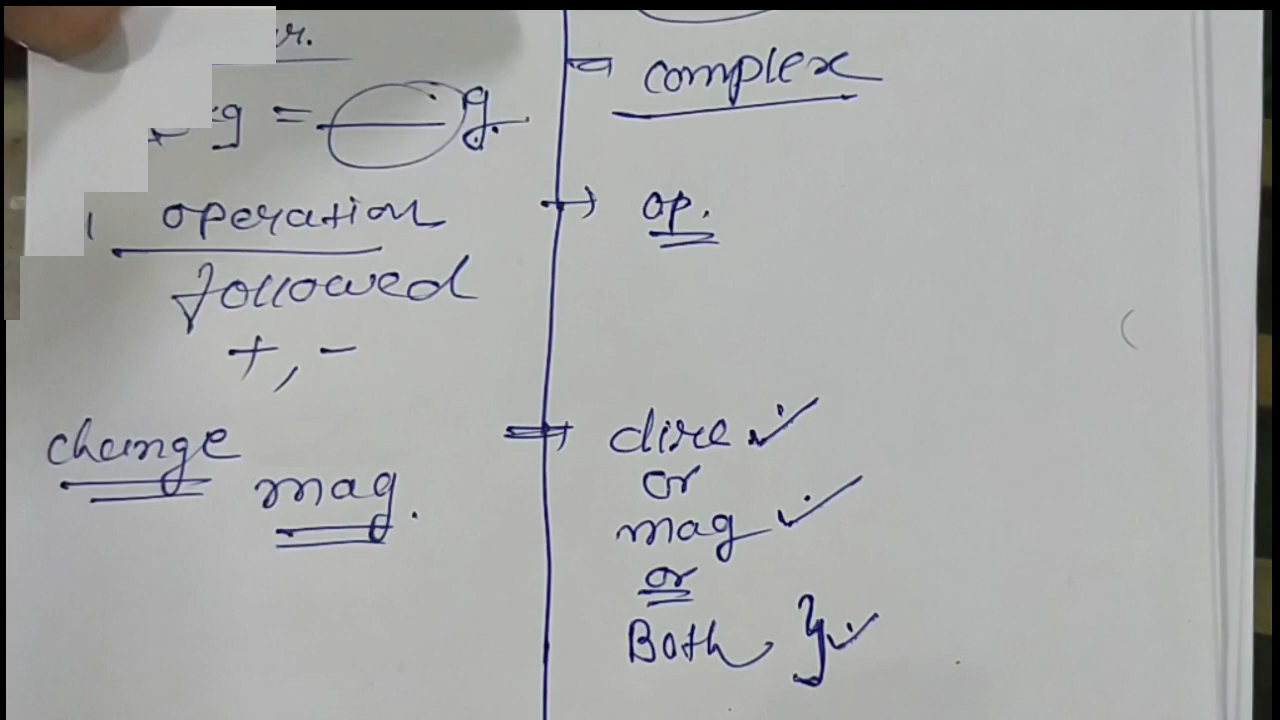 complex
g = g.
operation
op.
followed
+, -
change
mag.
dire ✓
or
mag ✓
or
Both } ✓